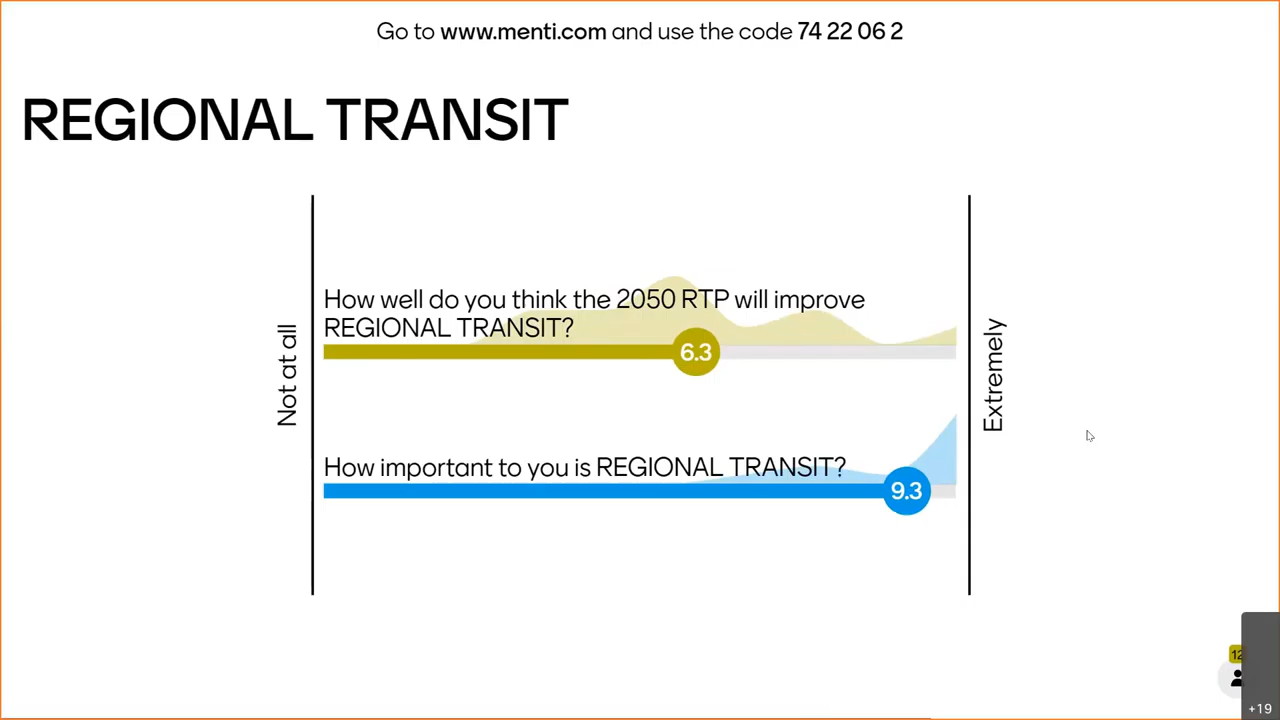 Go to www.menti.com and use the code 74 22 06 2
REGIONAL TRANSIT
Not at all
How well do you think the 2050 RTP will improve
REGIONAL TRANSIT?
6.3
How important to you is REGIONAL TRANSIT?
9.3
Extremely
12
+19